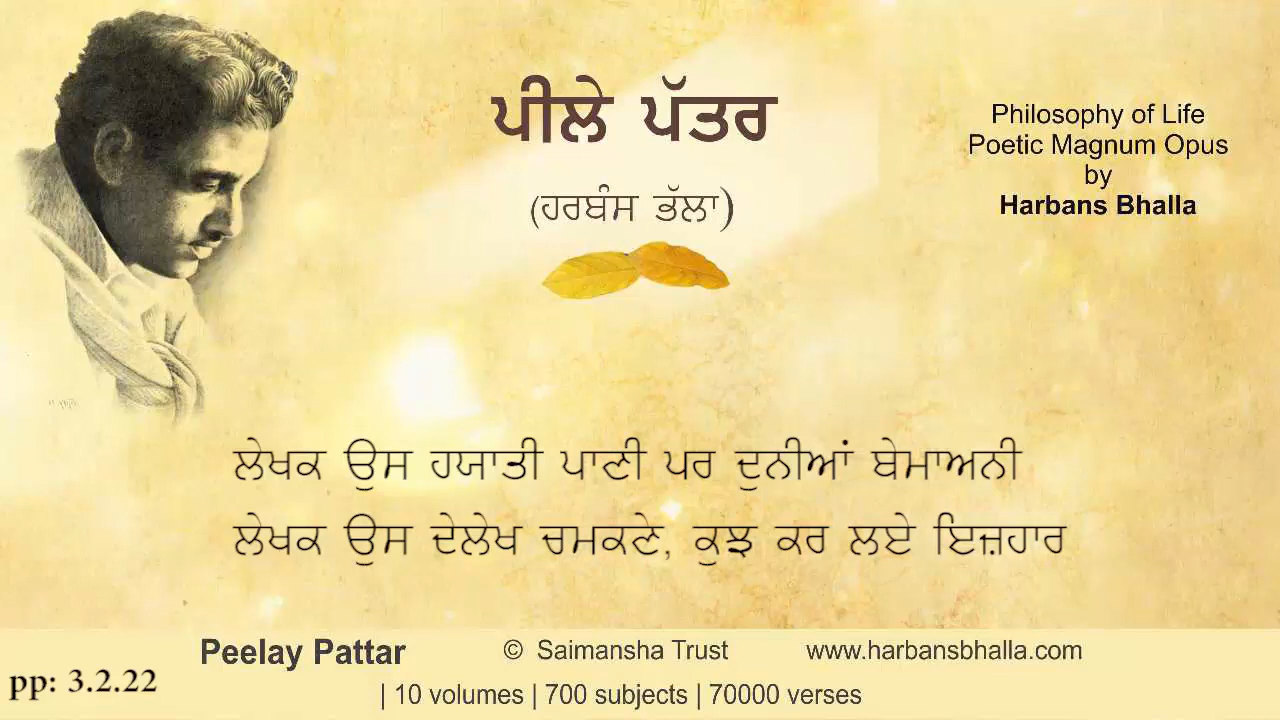 ਪੀਲੇ ਪੱਤਰ
(ਹਰਬੰਸ ਭੱਲਾ)
Philosophy of Life
Poetic Magnum Opus
by
Harbans Bhalla
ਲੇਖਕ ਉਸ ਹਯਾਤੀ ਪਾਣੀ ਪਰ ਦੁਨੀਆਂ ਬੇਮਾਅਨੀ
ਲੇਖਕ ਉਸ ਦੇਲੇਖ ਚਮਕਣੇ, ਕੁਝ ਕਰ ਲਏ ਇਜ਼ਹਾਰ
Peelay Pattar © Saimansha Trust www.harbansbhalla.com
pp: 3.2.22
| 10 volumes | 700 subjects | 70000 verses